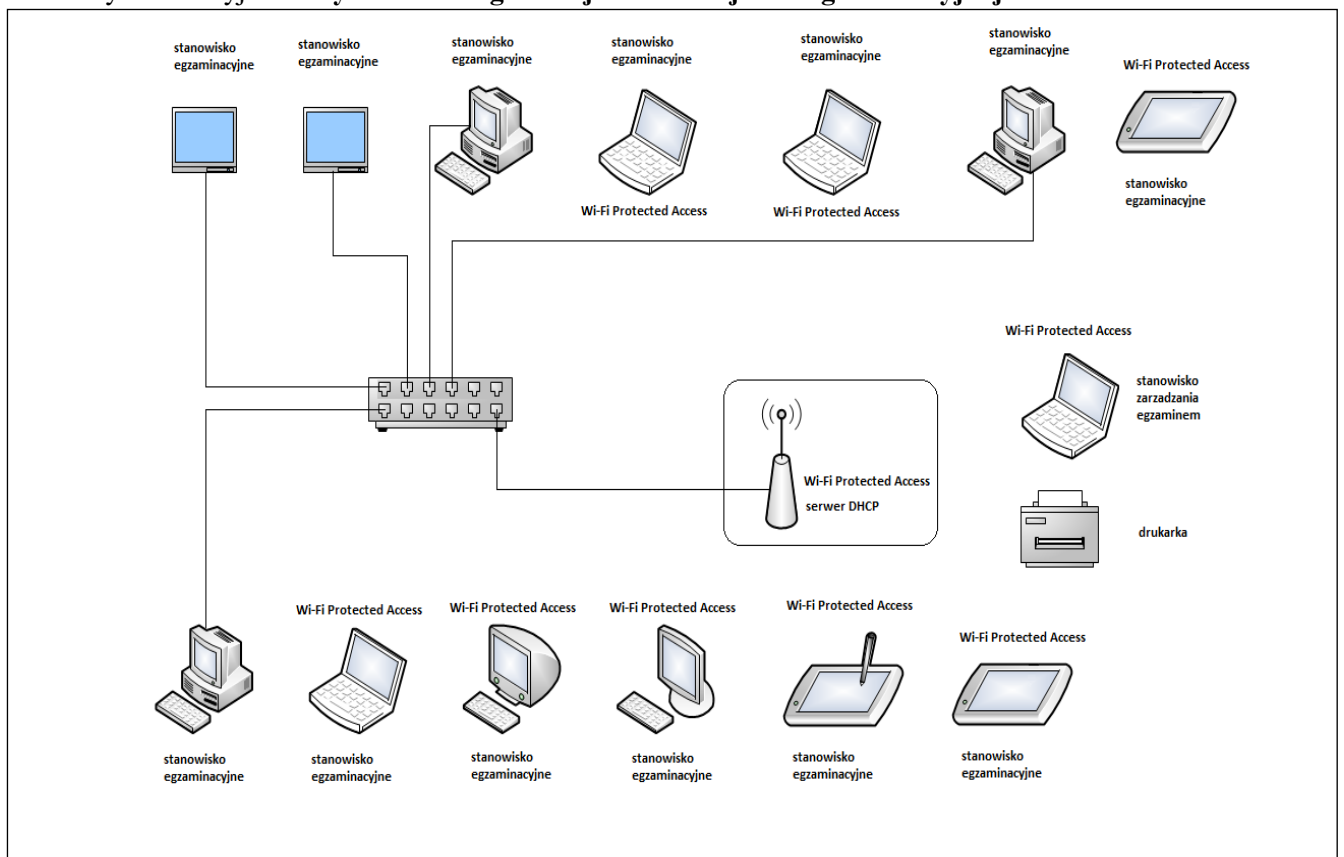 stanowisko
egzaminacyjne
stanowisko
egzaminacyjne
stanowisko
egzaminacyjne
stanowisko
egzaminacyjne
stanowisko
egzaminacyjne
stanowisko
egzaminacyjne
Wi-Fi Protected Access
Wi-Fi Protected Access
Wi-Fi Protected Access
stanowisko
egzaminacyjne
Wi-Fi Protected Access
stanowisko
zarzadzania
egzaminem
Wi-Fi Protected Access
serwer DHCP
drukarka
Wi-Fi Protected Access
Wi-Fi Protected Access
Wi-Fi Protected Access
Wi-Fi Protected Access
Wi-Fi Protected Access
stanowisko
egzaminacyjne
stanowisko
egzaminacyjne
stanowisko
egzaminacyjne
stanowisko
egzaminacyjne
stanowisko
egzaminacyjne
stanowisko
egzaminacyjne